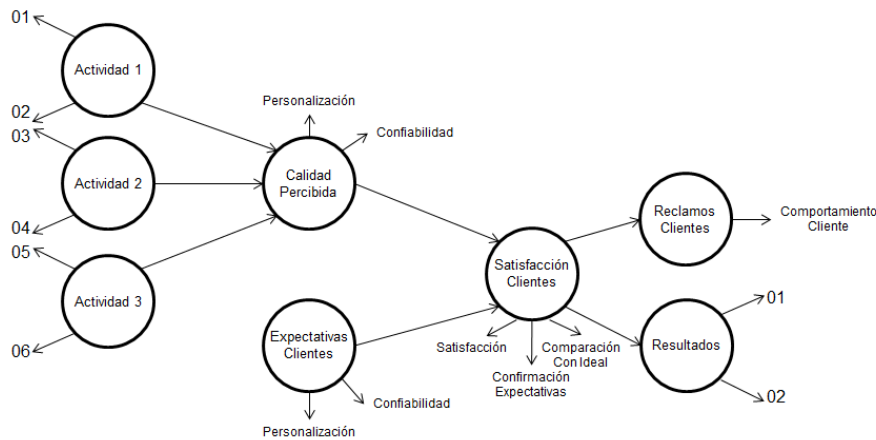 01
Actividad 1
02
03
Actividad 2
04
05
Actividad 3
06
Personalización
Confiabilidad
Calidad
Percibida
Expectativas
Clientes
Confiabilidad
Personalización
Satisfacción
Clientes
Satisfacción
Confirmación
Expectativas
Comparación
Con Ideal
Reclamos
Clientes
Comportamiento
Cliente
Resultados
01
02